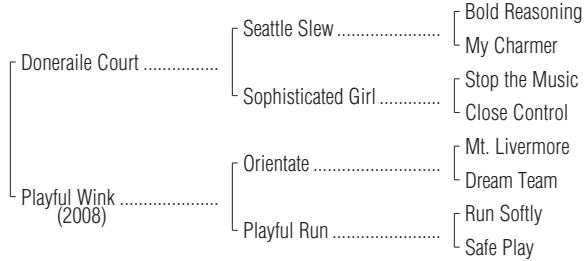 Bold Reasoning
Seattle Slew ..........................
My Charmer
Doneraile Court ...................
Stop the Music
Sophisticated Girl ...............
Close Control
Mt. Livermore
Orientate ................................
Dream Team
Playful Wink .........................
(2008)
Run Softly
Playful Run ...........................
Safe Play